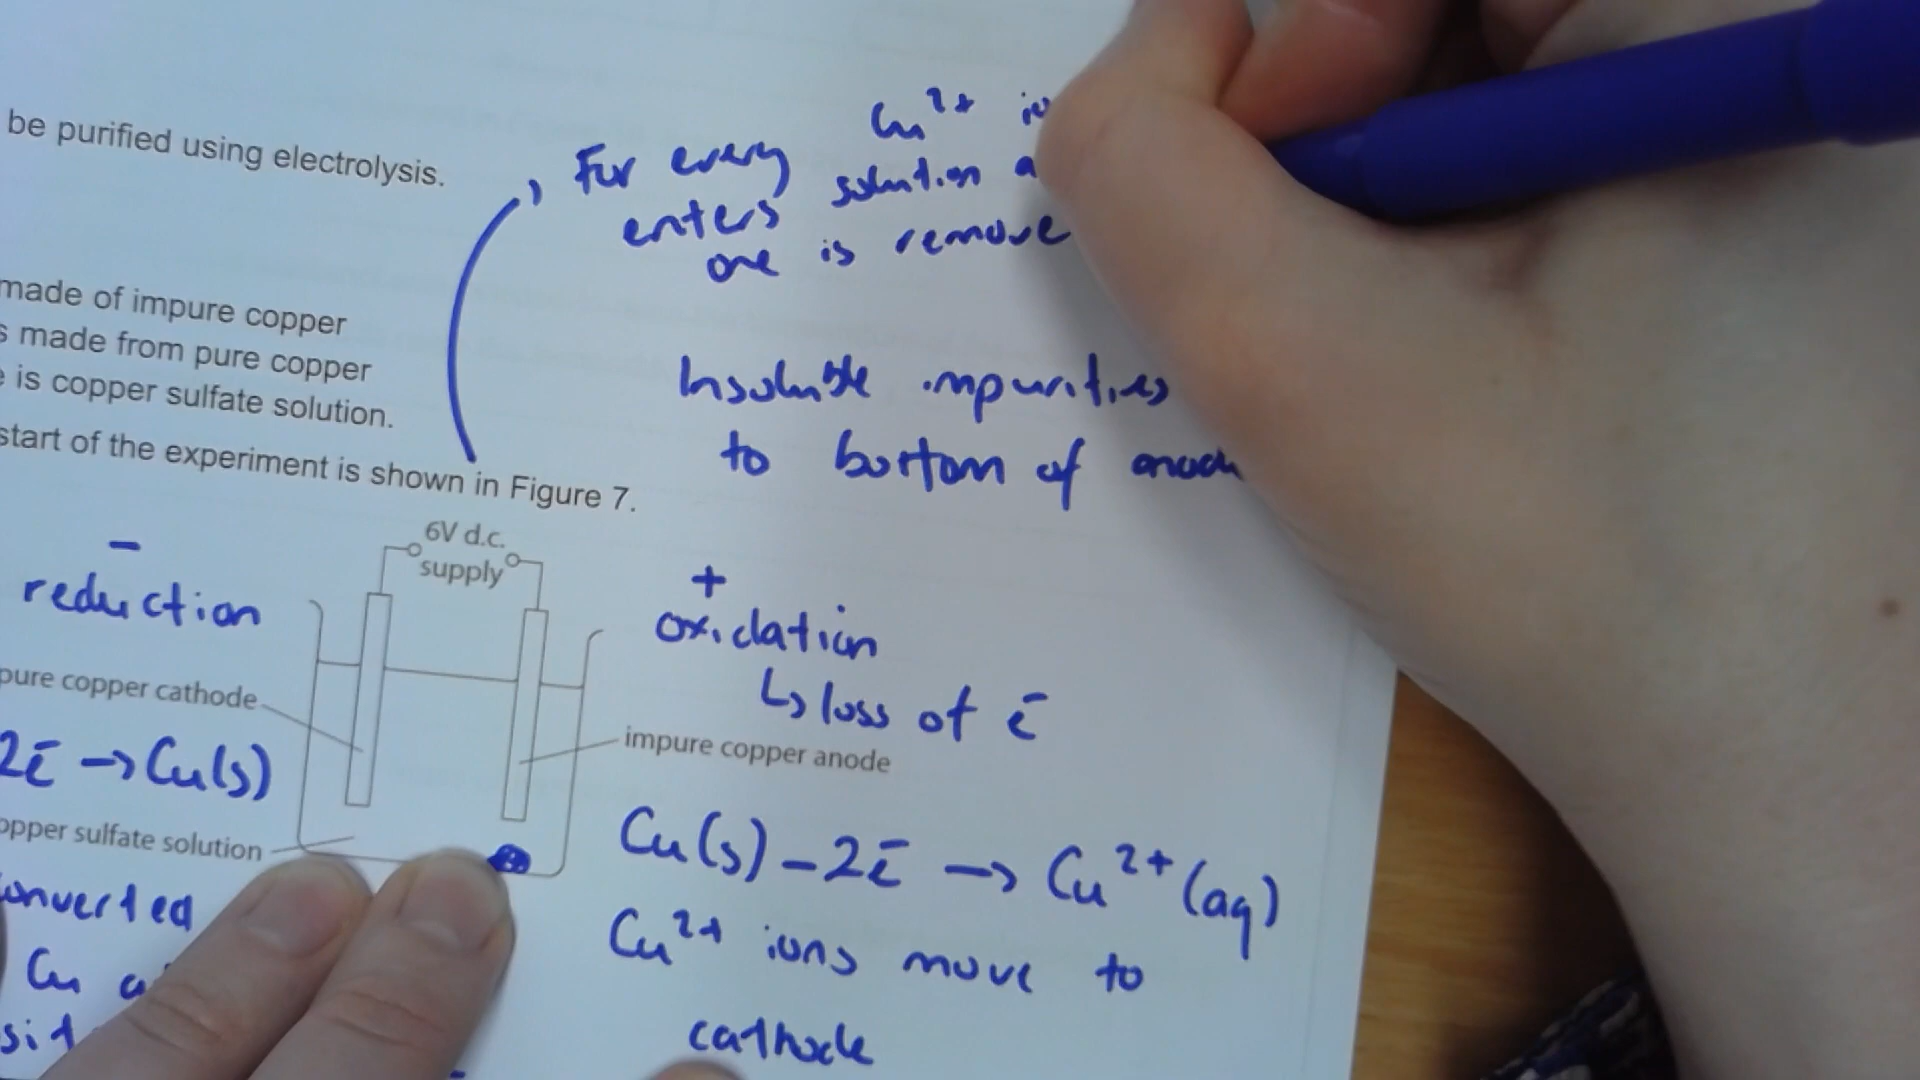 be purified using electrolysis.
Cu²⁺
For every
solution a
enters
one is remove
made of impure copper
s made from pure copper
e is copper sulfate solution.
start of the experiment is shown in Figure 7.
Insoluble impurities
to bottom of
6V d.c.
supply
−
reduction
+
oxidation
↳ loss of e⁻
pure copper cathode
impure copper anode
2e⁻ → Cu(s)
opper sulfate solution
Cu(s) – 2e⁻ → Cu²⁺(aq)
onverted
Cu²⁺ ions move to
Cu a
cathode